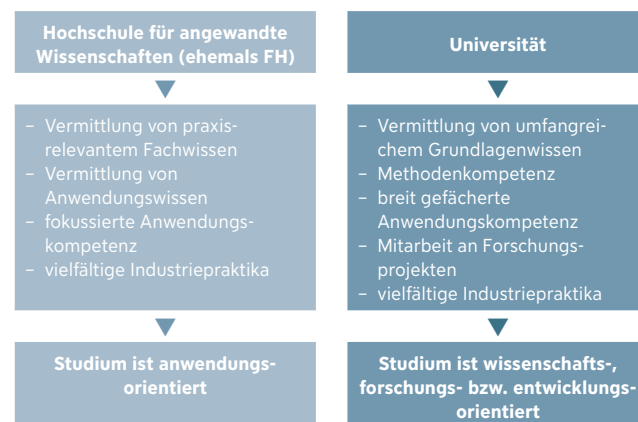 Hochschule für angewandte
Wissenschaften (ehemals FH)
– Vermittlung von praxis-
relevantem Fachwissen
– Vermittlung von
Anwendungswissen
– fokussierte Anwendungs-
kompetenz
– vielfältige Industriepraktika
Studium ist anwendungs-
orientiert
Universität
– Vermittlung von umfangrei-
chem Grundlagenwissen
– Methodenkompetenz
– breit gefächerte
Anwendungskompetenz
– Mitarbeit an Forschungs-
projekten
– vielfältige Industriepraktika
Studium ist wissenschafts-,
forschungs- bzw. entwicklungs-
orientiert